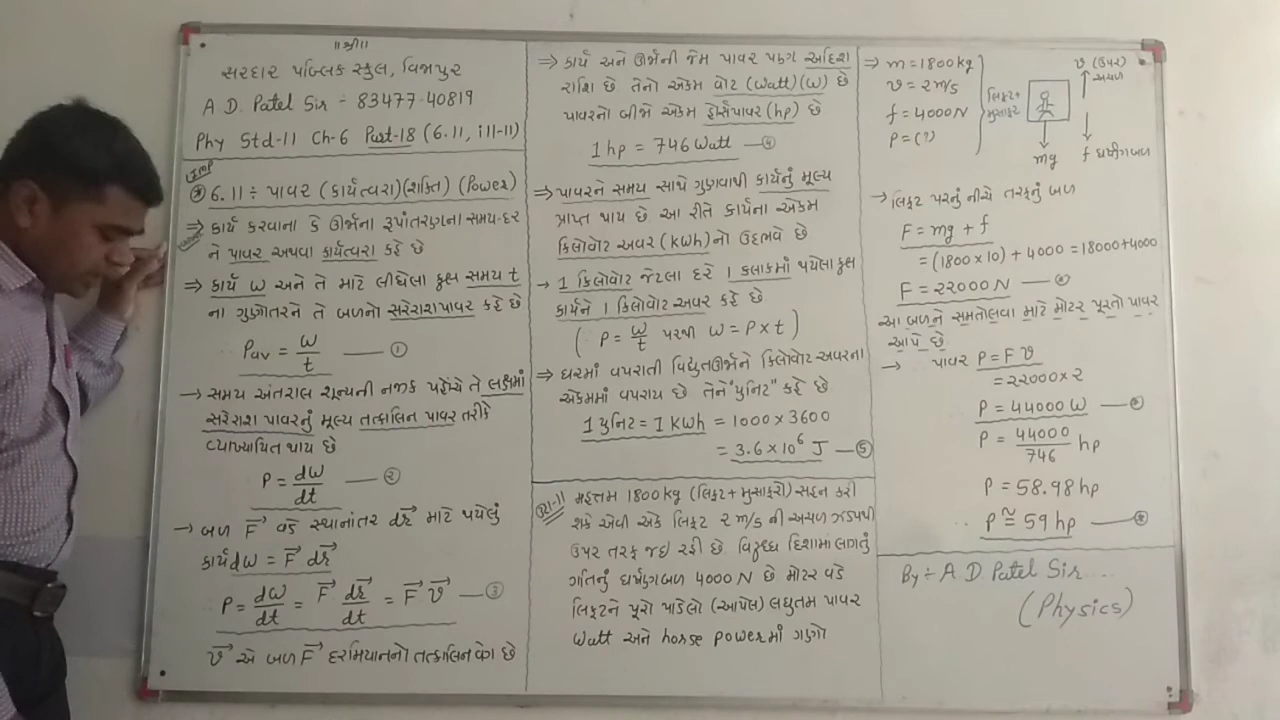 ॥ श्री ॥
સરદાર પબ્લિક સ્કુલ, વિજાપુર
A.D. Patel Sir :- 83477-40819
Phy Std-11 Ch-6 Part-18 (6.11, ill-11)
IMP
6.11 ÷ પાવર (કાર્યત્વરા)(શક્તિ) (Power)
⇒ કાર્ય કરવાના કે ઊર્જાના રૂપાંતરણના સમય-દર
ને પાવર અથવા કાર્યત્વરા કહે છે
⇒ કાર્ય W અને તે માટે લીધેલા કુલ સમય t
ના ગુણોતરને તે બળનો સરેરાશ પાવર કહે છે
Pav = W/t —— ①
→ સમય અંતરાલ શૂન્યની નજીક પહોંચે તે લક્ષમાં
સરેરાશ પાવરનું મૂલ્ય તત્કાલિન પાવર તરીકે
વ્યાખ્યાયિત થાય છે
P = dW/dt —— ②
→ બળ F⃗ વડે સ્થાનાંતર dr⃗ માટે થયેલું
કાર્ય dW = F⃗ dr⃗
∴ P = dW/dt = F⃗ dr⃗/dt = F⃗ v⃗ —— ③
v⃗ એ બળ F⃗ દરમિયાનનો તત્કાલિન વેગ છે
⇒ કાર્ય અને ઊર્જાની જેમ પાવર પણ અદિશ
રાશિ છે. તેનો એકમ વોટ (Watt)(W) છે
પાવરનો બીજો એકમ હોર્સપાવર (hp) છે
1 hp = 746 Watt —— ④
⇒ પાવરને સમય સાથે ગુણવાથી કાર્યનું મૂલ્ય
પ્રાપ્ત થાય છે આ રીતે કાર્યના એકમ
કિલોવોટ અવર (kWh) નો ઉદ્દભવે છે
→ 1 કિલોવોટ જેટલા દરે 1 કલાકમાં થયેલા કુલ
કાર્યને 1 કિલોવોટ અવર કહે છે
(P = W/t પરથી W = P × t)
⇒ ઘરમાં વપરાતી વિદ્યુતઊર્જાને કિલોવોટ અવરના
એકમમાં વપરાય છે તેને "યુનિટ" કહે છે
1 યુનિટ = 1 kWh = 1000 × 3600
= 3.6 × 10⁶ J —— ⑤
ઉદા-11 મહત્તમ 1800 kg (લિફ્ટ + મુસાફરો) સહન કરી
શકે એવી એક લિફ્ટ 2 m/s ની અચળ ઝડપથી
ઉપર તરફ જઇ રહી છે. વિરૂધ્ધ દિશામાં લાગતું
ગતિનું ઘર્ષણબળ 4000 N છે મોટર વડે
લિફ્ટને પૂરો પાડેલો (આપેલ) લઘુતમ પાવર
Watt અને horse power માં ગણો
⇒ m = 1800 kg
v = 2 m/s
f = 4000 N
P = (?)
લિફ્ટ + મુસાફર
v (ઉપર) અચળ
mg
f ઘર્ષણબળ
→ લિફ્ટ પરનું નીચે તરફનું બળ
F = mg + f
= (1800 × 10) + 4000 = 18000 + 4000
F = 22000 N
આ બળને સમતોલવા માટે મોટર પૂરતો પાવર
આપે છે.
→ પાવર P = F v
= 22000 × 2
P = 44000 W
P = 44000/746 hp
P = 58.98 hp
∴ P ≅ 59 hp
By :- A.D. Patel Sir....
(Physics)